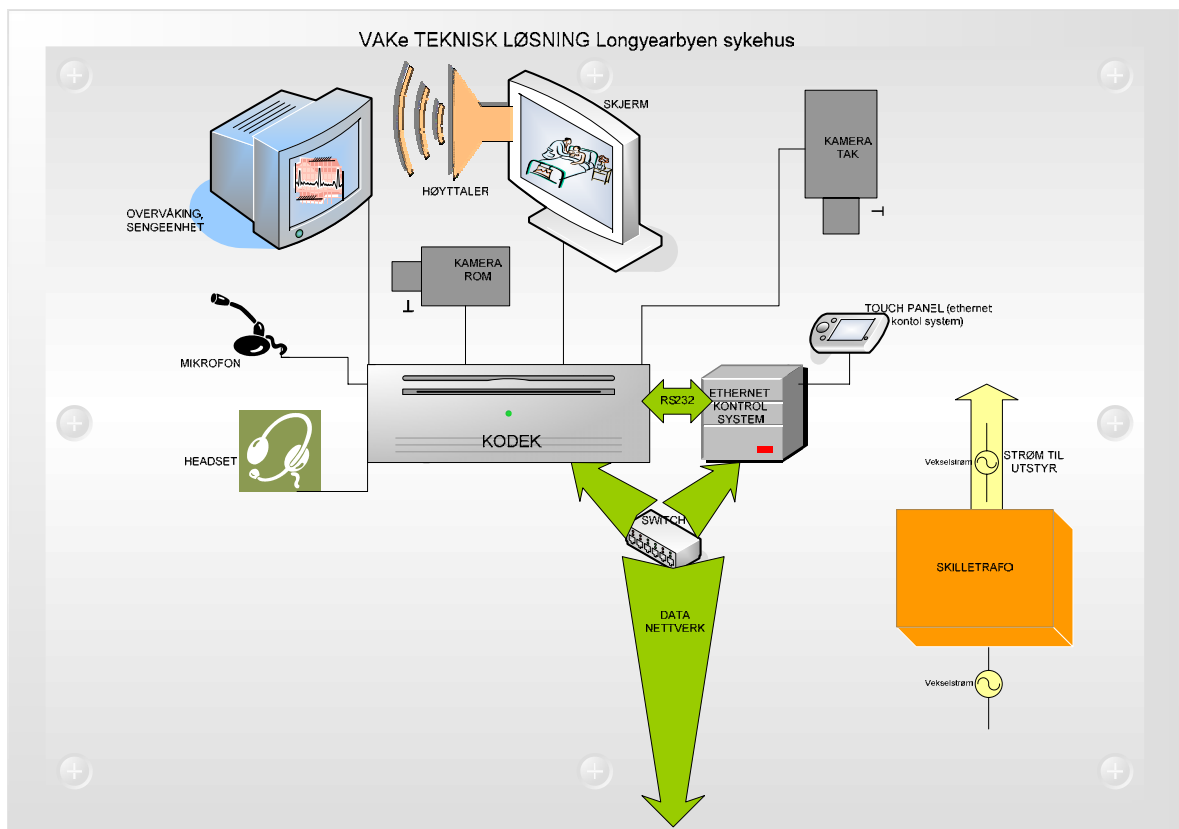 VAKe TEKNISK LØSNING Longyearbyen sykehus
SKJERM
KAMERA
TAK
HØYTTALER
OVERVÅKING,
SENGEENHET
KAMERA
ROM
TOUCH PANEL (ethernet
kontol system)
MIKROFON
RS232
ETHERNET
KONTROL
SYSTEM
KODEK
HEADSET
Vekselstrøm
STRØM TIL
UTSTYR
SWITCH
SKILLETRAFO
DATA
NETTVERK
Vekselstrøm